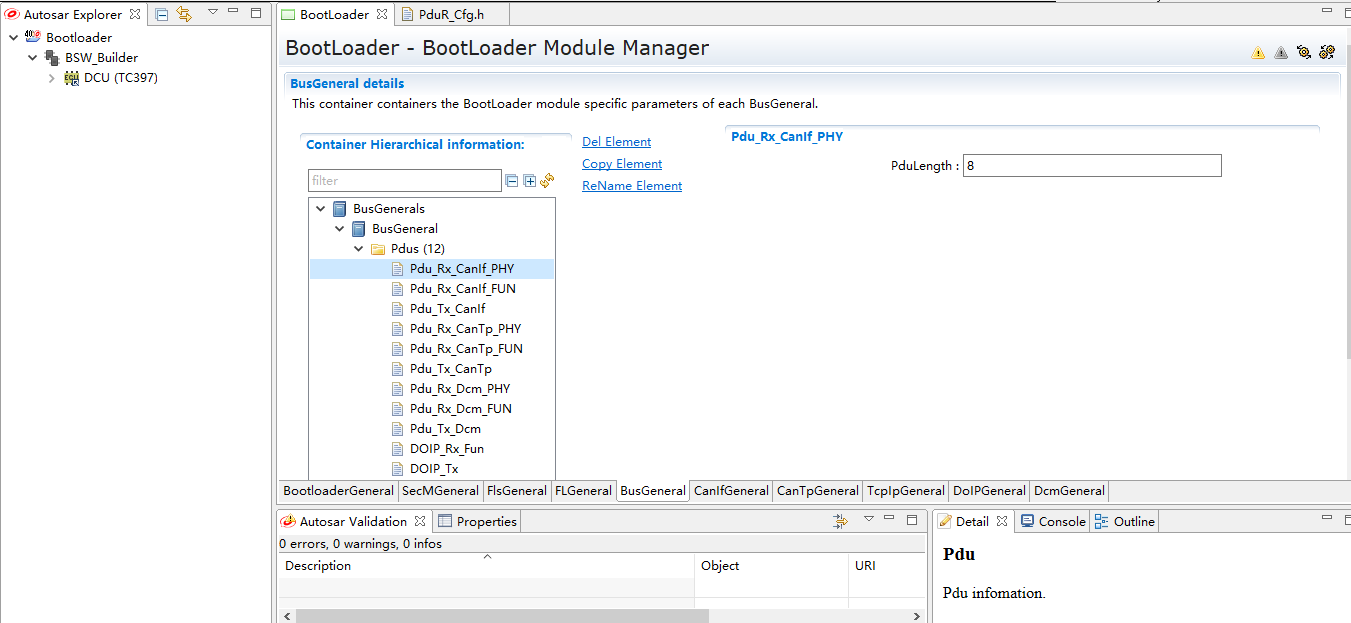 Autosar Explorer
Bootloader
BSW_Builder
DCU (TC397)
BootLoader
PduR_Cfg.h
BootLoader - BootLoader Module Manager
BusGeneral details
This container containers the BootLoader module specific parameters of each BusGeneral.
Container Hierarchical information:
filter
BusGenerals
BusGeneral
Pdus (12)
Pdu_Rx_CanIf_PHY
Pdu_Rx_CanIf_FUN
Pdu_Tx_CanIf
Pdu_Rx_CanTp_PHY
Pdu_Rx_CanTp_FUN
Pdu_Tx_CanTp
Pdu_Rx_Dcm_PHY
Pdu_Rx_Dcm_FUN
Pdu_Tx_Dcm
DOIP_Rx_Fun
DOIP_Tx
Del Element
Copy Element
ReName Element
Pdu_Rx_CanIf_PHY
PduLength : 8
BootloaderGeneral SecMGeneral FlsGeneral FLGeneral BusGeneral CanIfGeneral CanTpGeneral TcpIpGeneral DoIPGeneral DcmGeneral
Autosar Validation
Properties
0 errors, 0 warnings, 0 infos
Description Object URI
Detail
Console
Outline
Pdu
Pdu infomation.